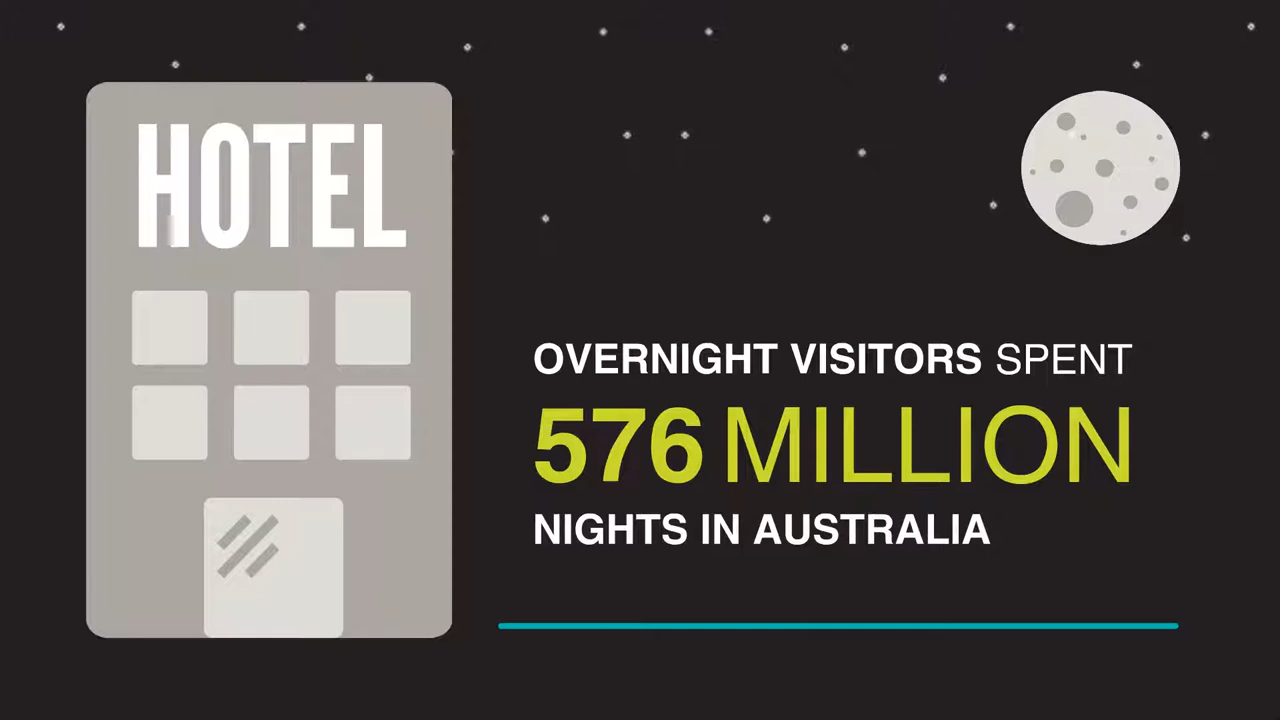 HOTEL
OVERNIGHT VISITORS SPENT
576 MILLION
NIGHTS IN AUSTRALIA